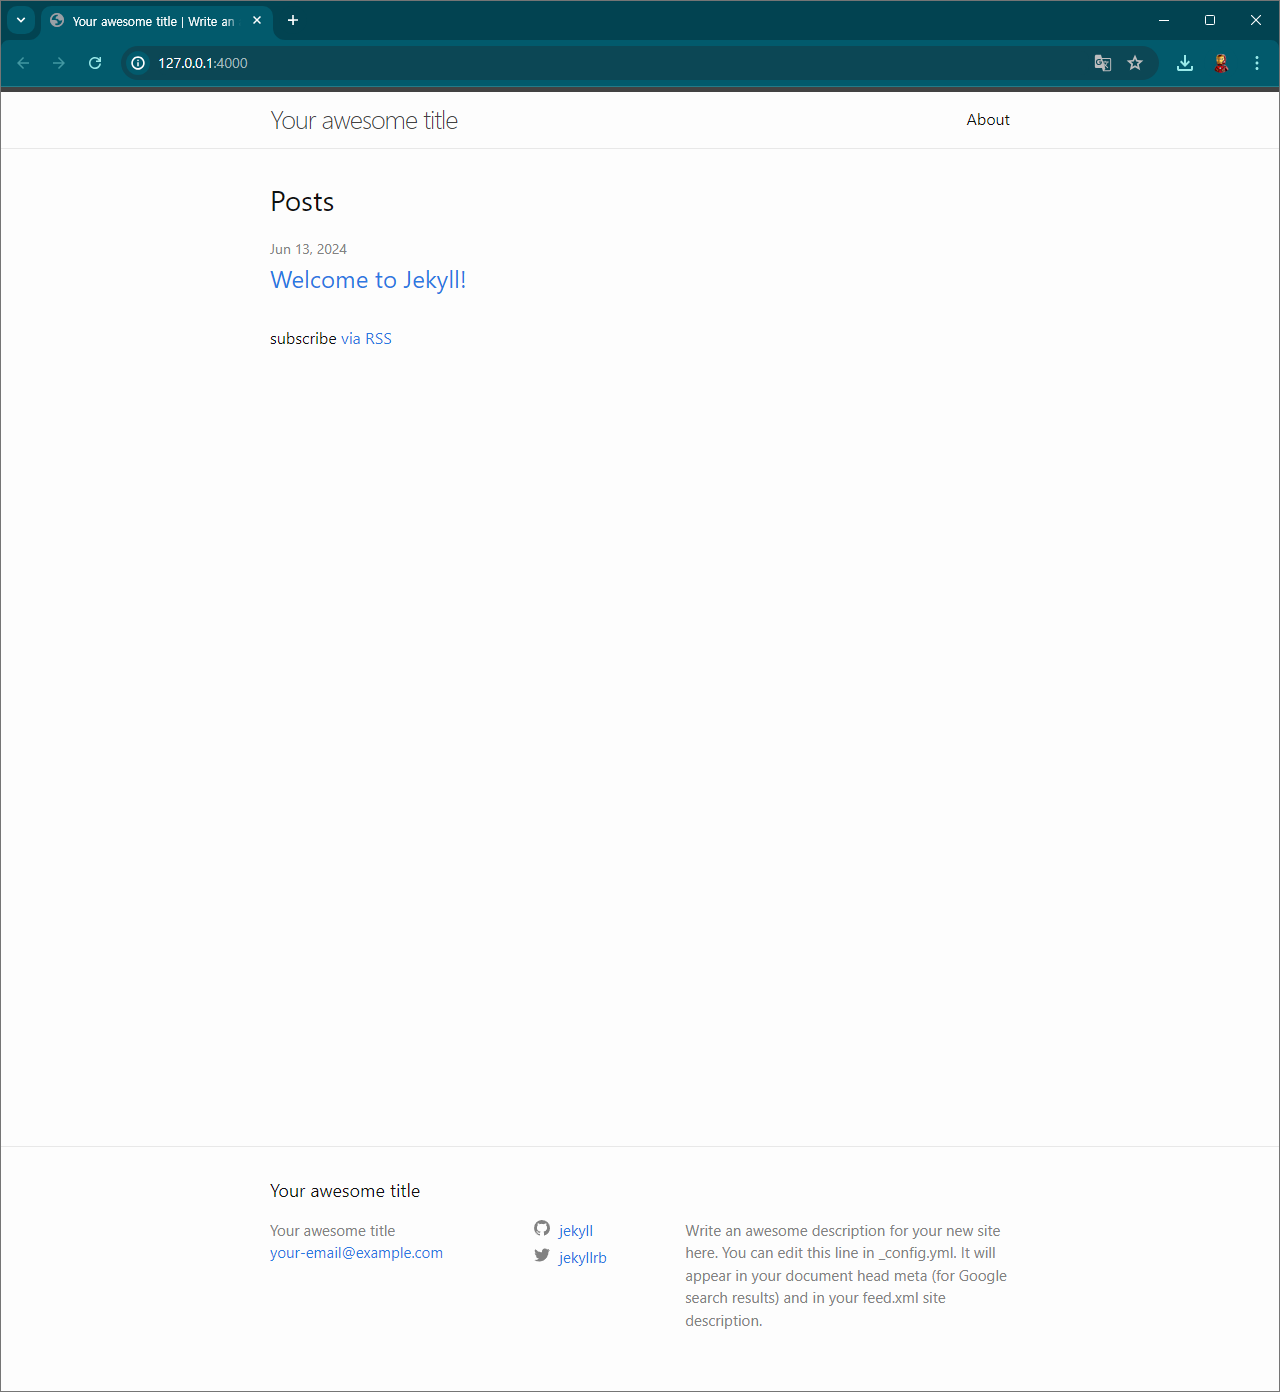 Your awesome title | Write an
127.0.0.1:4000
Your awesome title
About
Posts
Jun 13, 2024
Welcome to Jekyll!
subscribe via RSS
Your awesome title
Your awesome title
your-email@example.com
jekyll
jekyllrb
Write an awesome description for your new site
here. You can edit this line in _config.yml. It will
appear in your document head meta (for Google
search results) and in your feed.xml site
description.